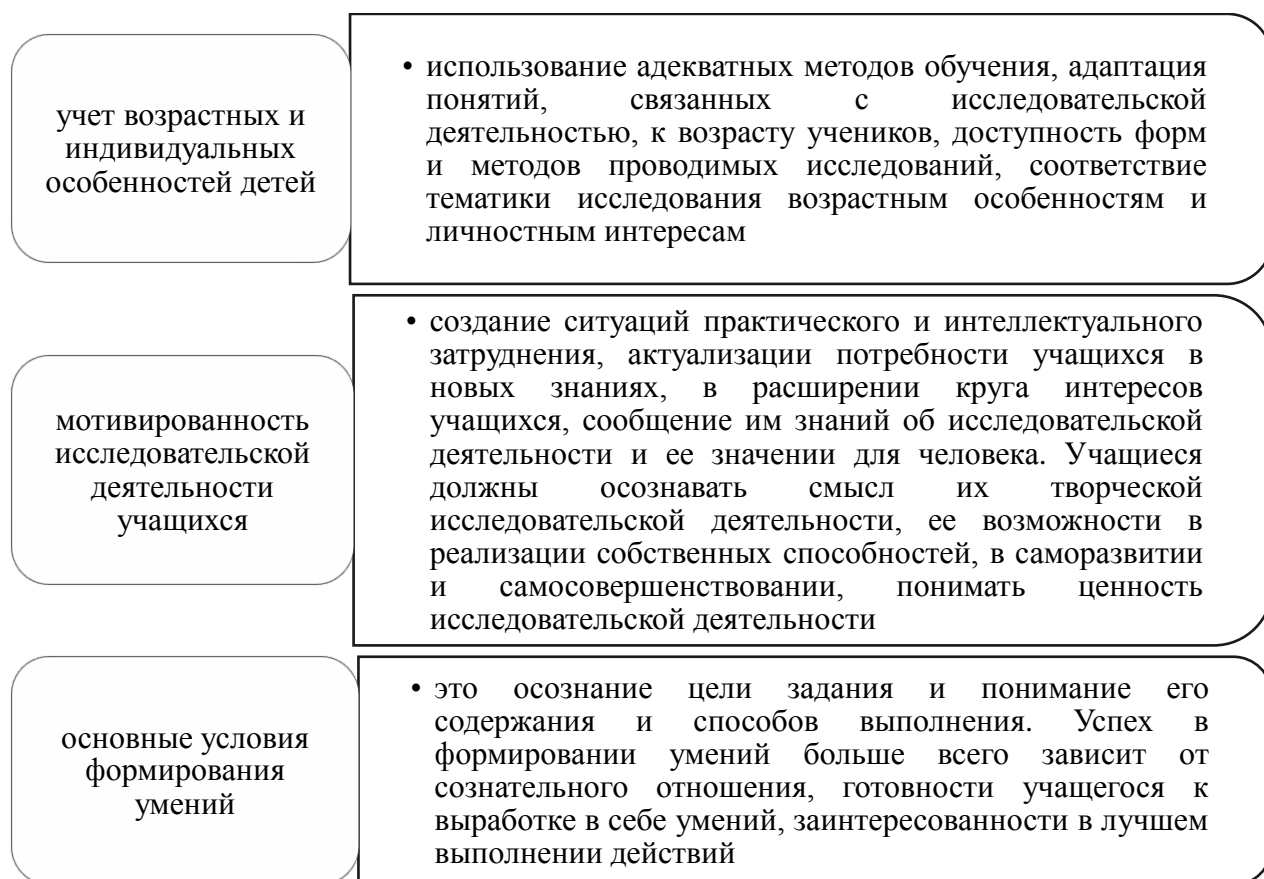 учет возрастных и
индивидуальных
особенностей детей
• использование адекватных методов обучения, адаптация
понятий, связанных с исследовательской
деятельностью, к возрасту учеников, доступность форм
и методов проводимых исследований, соответствие
тематики исследования возрастным особенностям и
личностным интересам
мотивированность
исследовательской
деятельности
учащихся
• создание ситуаций практического и интеллектуального
затруднения, актуализации потребности учащихся в
новых знаниях, в расширении круга интересов
учащихся, сообщение им знаний об исследовательской
деятельности и ее значении для человека. Учащиеся
должны осознавать смысл их творческой
исследовательской деятельности, ее возможности в
реализации собственных способностей, в саморазвитии
и самосовершенствовании, понимать ценность
исследовательской деятельности
основные условия
формирования
умений
• это осознание цели задания и понимание его
содержания и способов выполнения. Успех в
формировании умений больше всего зависит от
сознательного отношения, готовности учащегося к
выработке в себе умений, заинтересованности в лучшем
выполнении действий